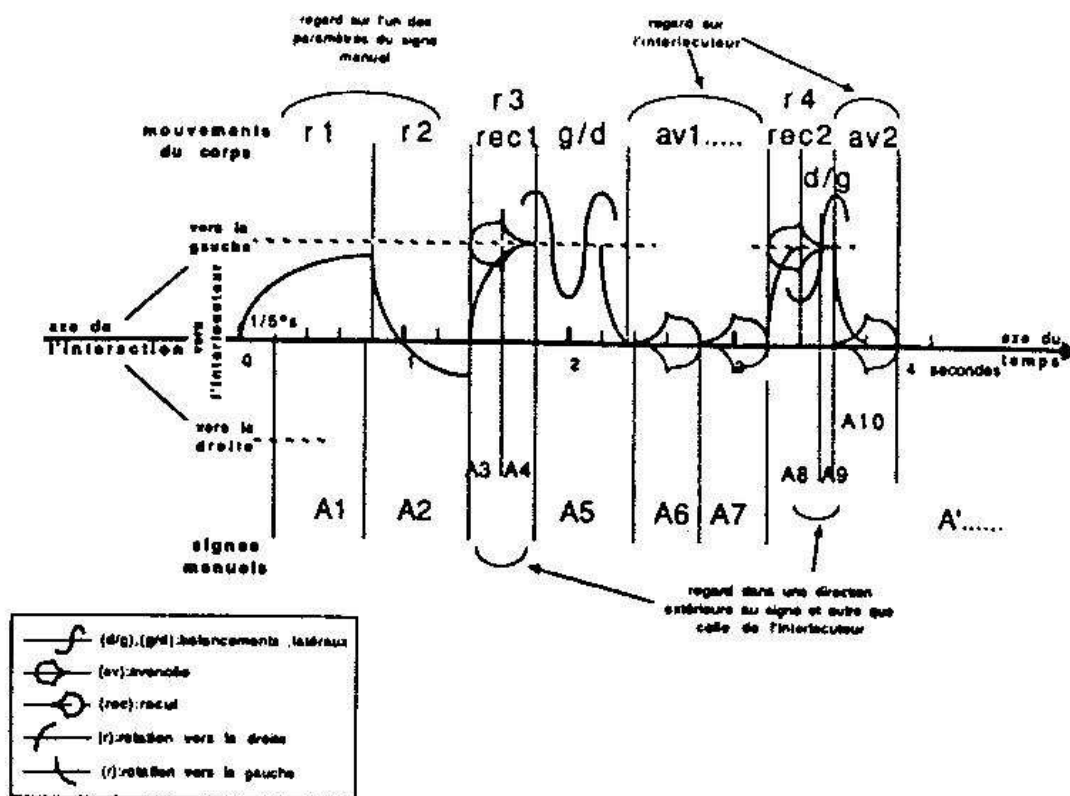 regard sur l'un des
paramètres du signe
manuel
regard sur
l'interlocuteur
mouvements
du corps
r1
r2
r3
rec1
g/d
av1.....
r4
rec2
av2
d/g
vers la
gauche
axe de
l'interaction
vers
l'interlocuteur
1/5°s
0
1
2
3
4 secondes
axe du
temps
vers la
droite
A1
A2
A3
A4
A5
A6
A7
A8
A9
A10
A'......
signes
manuels
regard dans une direction
extérieure au signe et autre que
celle de l'interlocuteur
(d/g),(g/d):balancements latéraux
(av):avancée
(rec):recul
(r):rotation vers la droite
(r):rotation vers la gauche